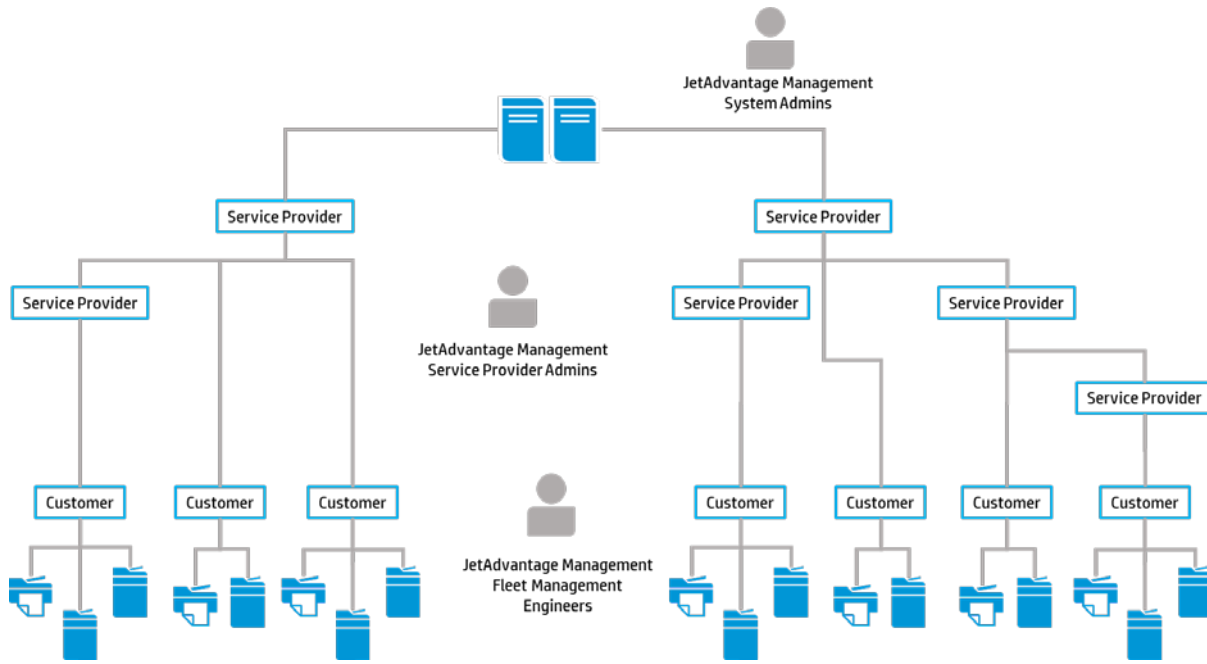 JetAdvantage Management
System Admins
Service Provider
Service Provider
Service Provider
Service Provider
Service Provider
JetAdvantage Management
Service Provider Admins
Service Provider
Customer
Customer
Customer
Customer
Customer
Customer
Customer
JetAdvantage Management
Fleet Management
Engineers